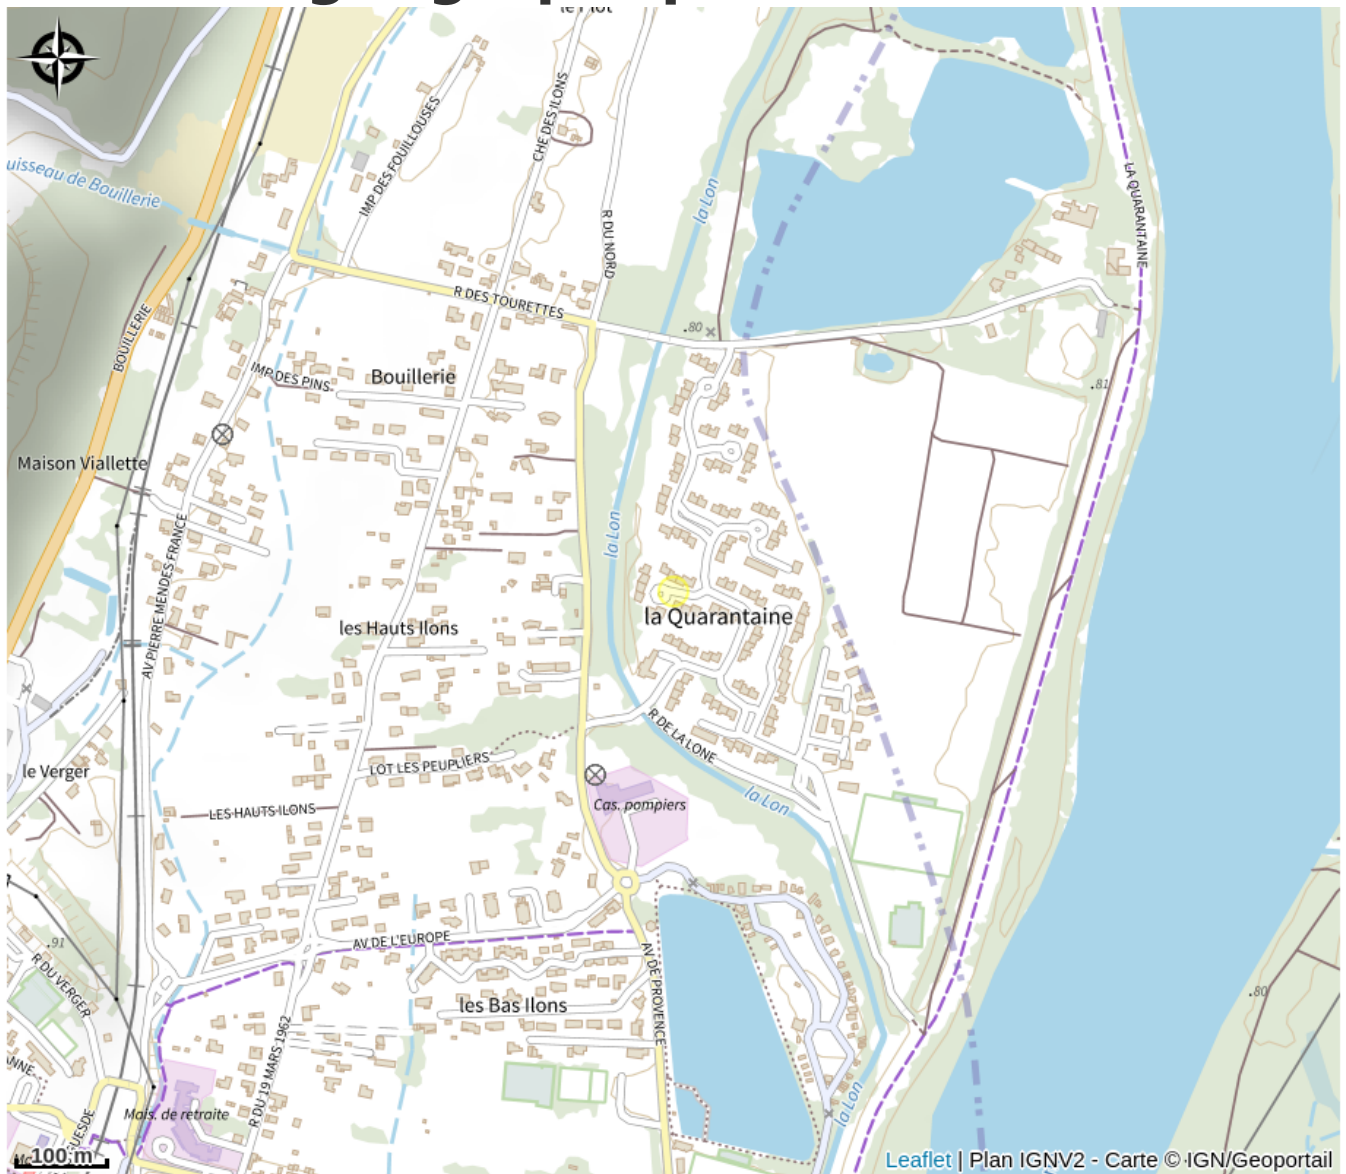 le Plot
CHE DES ILONS
IMP DES FOUILLOUSES
la Lon
LA QUARANTAINE
uisseau de Bouillerie
R DU NORD
R DES TOURETTES
.80
BOUILLERIE
IMP DES PINS
Bouillerie
.81
Maison Viallette
la Lon
AV PIERRE MENDES FRANCE
les Hauts Ilons
la Quarantaine
R DE LA LONE
le Verger
LOT LES PEUPLIERS
la Lon
LES HAUTS ILONS
Cas. pompiers
.91
AV DE L'EUROPE
R DU VERGER
AV DE PROVENCE
.80
les Bas Ilons
R DU 19 MARS 1962
ANNE
Mais. de retraite
UESDE
la Lon
100 m
Leaflet | Plan IGNV2 - Carte © IGN/Geoportail